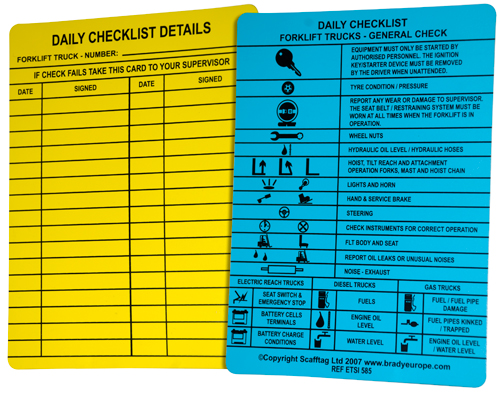 DAILY CHECKLIST DETAILS
FORKLIFT TRUCK - NUMBER:
IF CHECK FAILS TAKE THIS CARD TO YOUR SUPERVISOR
DATE SIGNED DATE SIGNED
DAILY CHECKLIST
FORKLIFT TRUCKS - GENERAL CHECK
EQUIPMENT MUST ONLY BE STARTED BY
AUTHORISED PERSONNEL. THE IGNITION
KEY/STARTER DEVICE MUST BE REMOVED
BY THE DRIVER WHEN UNATTENDED.
TYRE CONDITION / PRESSURE
REPORT ANY WEAR OR DAMAGE TO SUPERVISOR.
THE SEAT BELT / RESTRAINING SYSTEM MUST BE
WORN AT ALL TIMES WHEN THE FORKLIFT IS IN
OPERATION.
WHEEL NUTS
HYDRAULIC OIL LEVEL / HYDRAULIC HOSES
HOIST, TILT REACH AND ATTACHMENT
OPERATION FORKS, MAST AND HOIST CHAIN
LIGHTS AND HORN
HAND & SERVICE BRAKE
STEERING
CHECK INSTRUMENTS FOR CORRECT OPERATION
FLT BODY AND SEAT
REPORT OIL LEAKS OR UNUSUAL NOISES
NOISE - EXHAUST
ELECTRIC REACH TRUCKS DIESEL TRUCKS GAS TRUCKS
SEAT SWITCH &
EMERGENCY STOP
FUELS
FUEL / FUEL PIPE
DAMAGE
BATTERY CELLS
TERMINALS
ENGINE OIL
LEVEL
FUEL PIPES KINKED
/ TRAPPED
BATTERY CHARGE
CONDITIONS
WATER LEVEL
ENGINE OIL LEVEL
/ WATER LEVEL
©Copyright Scafftag Ltd 2007 www.bradyeurope.com
REF ETSI 585